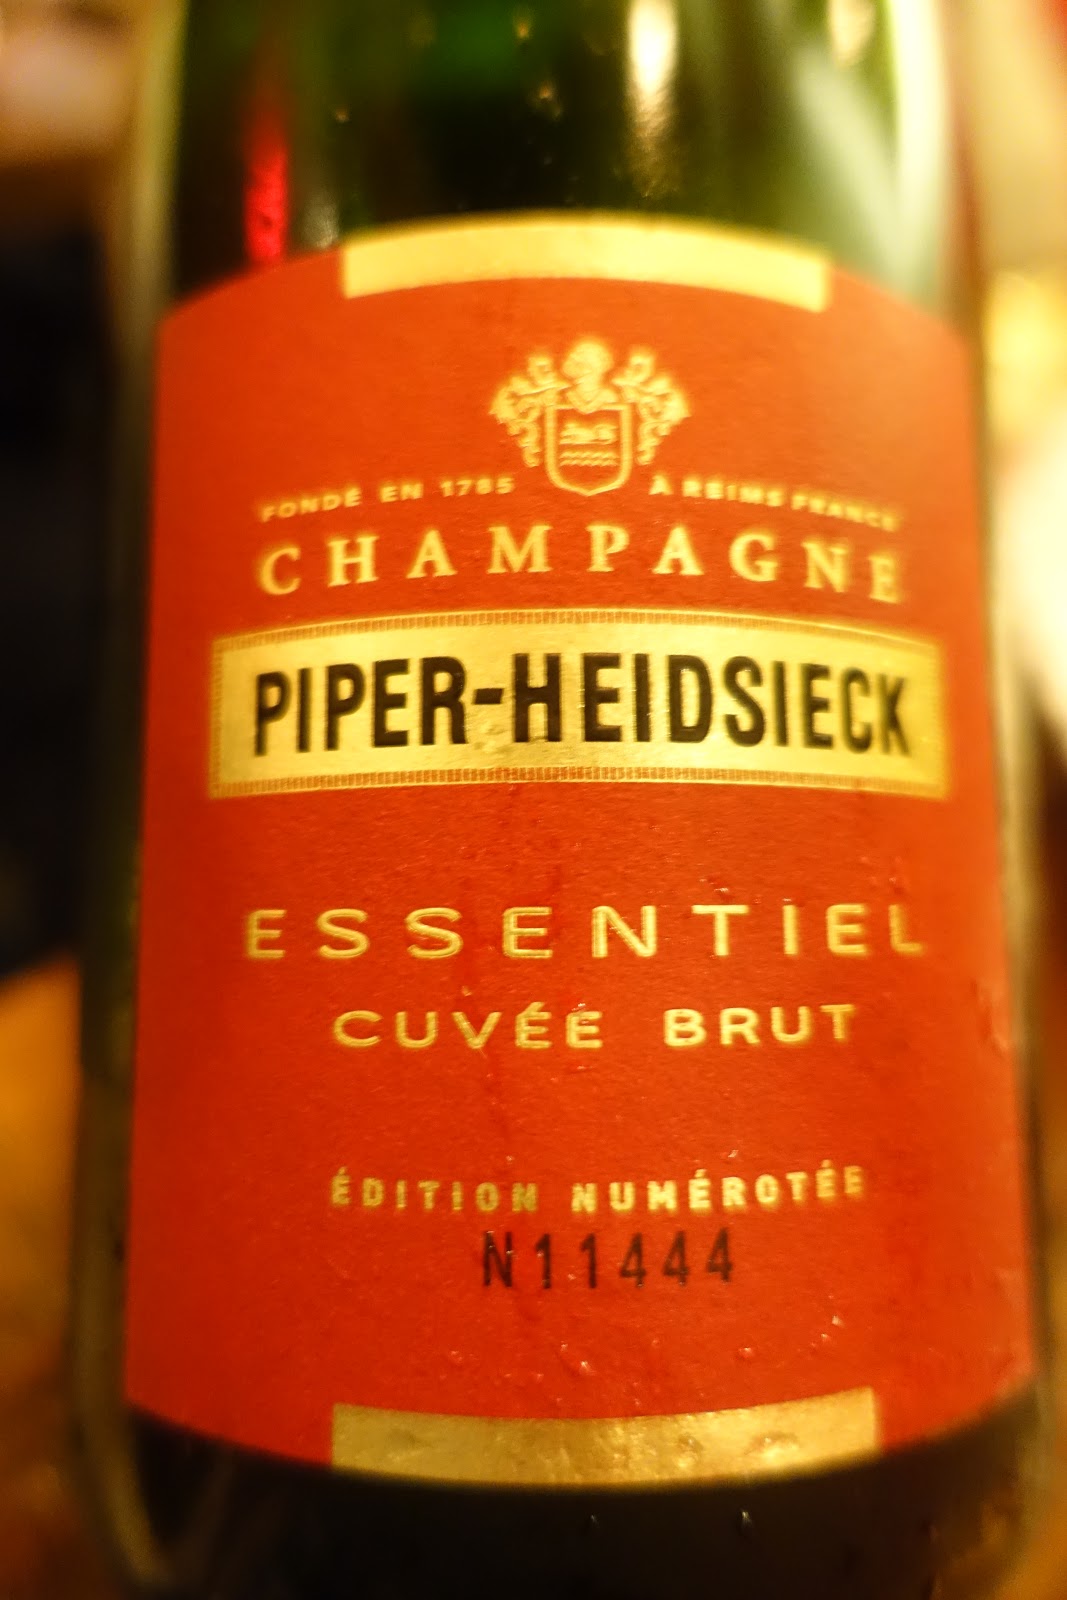 FONDÉ EN 1785 À REIMS FRANCE
CHAMPAGNE
PIPER-HEIDSIECK
ESSENTIEL
CUVÉE BRUT
ÉDITION NUMÉROTÉE
N11444